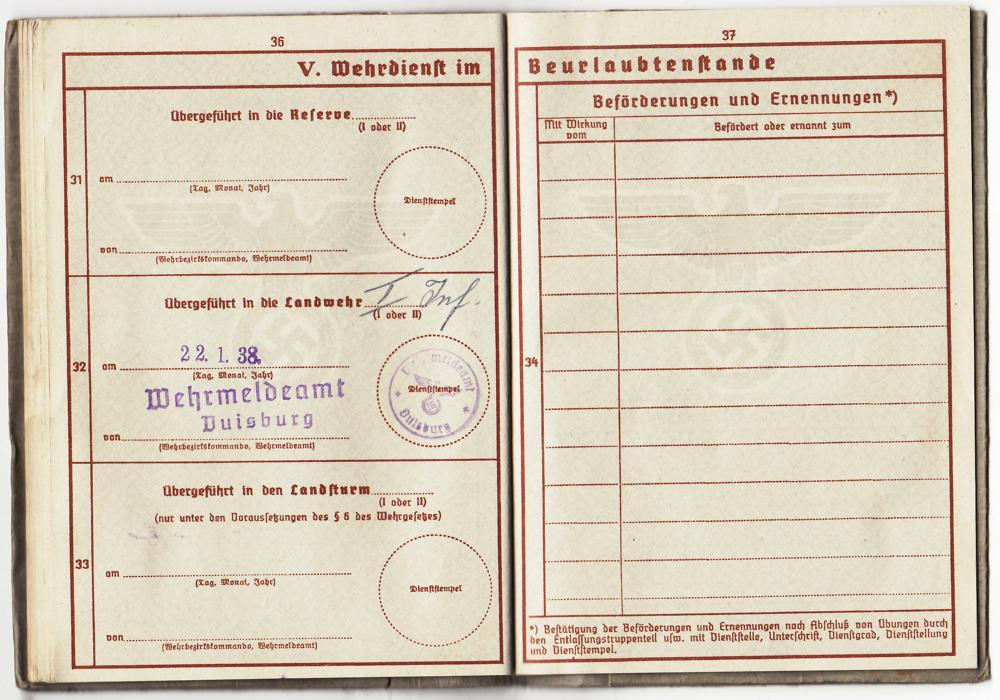 36
V. Wehrdienst im
Übergeführt in die Reserve
(I oder II)
31
am
(Tag, Monat, Jahr)
Dienststempel
von
(Wehrbezirkskommando, Wehrmeldeamt)
Übergeführt in die Landwehr I Inf.
(I oder II)
32
22. 1. 38.
am
(Tag, Monat, Jahr)
Wehrmeldeamt
Duisburg
von
(Wehrbezirkskommando, Wehrmeldeamt)
Dienststempel
meldeamt
Duisburg
Übergeführt in den Landsturm
(I oder II)
(nur unter den Voraussetzungen des § 6 des Wehrgesetzes)
33
am
(Tag, Monat, Jahr)
Dienststempel
von
(Wehrbezirkskommando, Wehrmeldeamt)
37
Beurlaubtenstande
Beförderungen und Ernennungen*)
Mit Wirkung
vom
Befördert oder ernannt zum
34
*) Bestätigung der Beförderungen und Ernennungen nach Abschluß von Übungen durch
den Entlassungstruppenteil usw. mit Dienststelle, Unterschrift, Dienstgrad, Dienststellung
und Dienststempel.